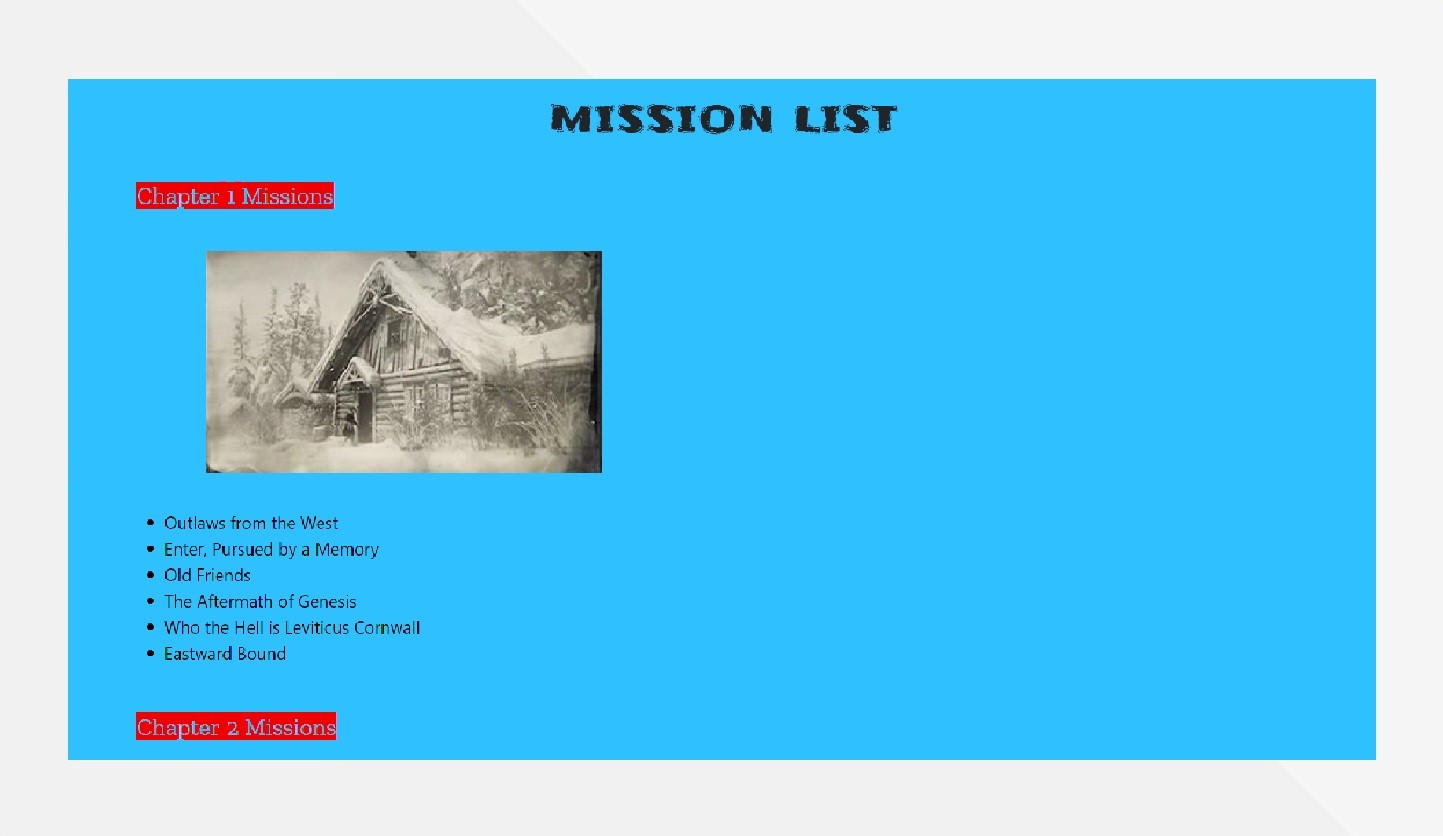 MISSION LIST
Chapter 1 Missions
• Outlaws from the West
• Enter, Pursued by a Memory
• Old Friends
• The Aftermath of Genesis
• Who the Hell is Leviticus Cornwall
• Eastward Bound
Chapter 2 Missions